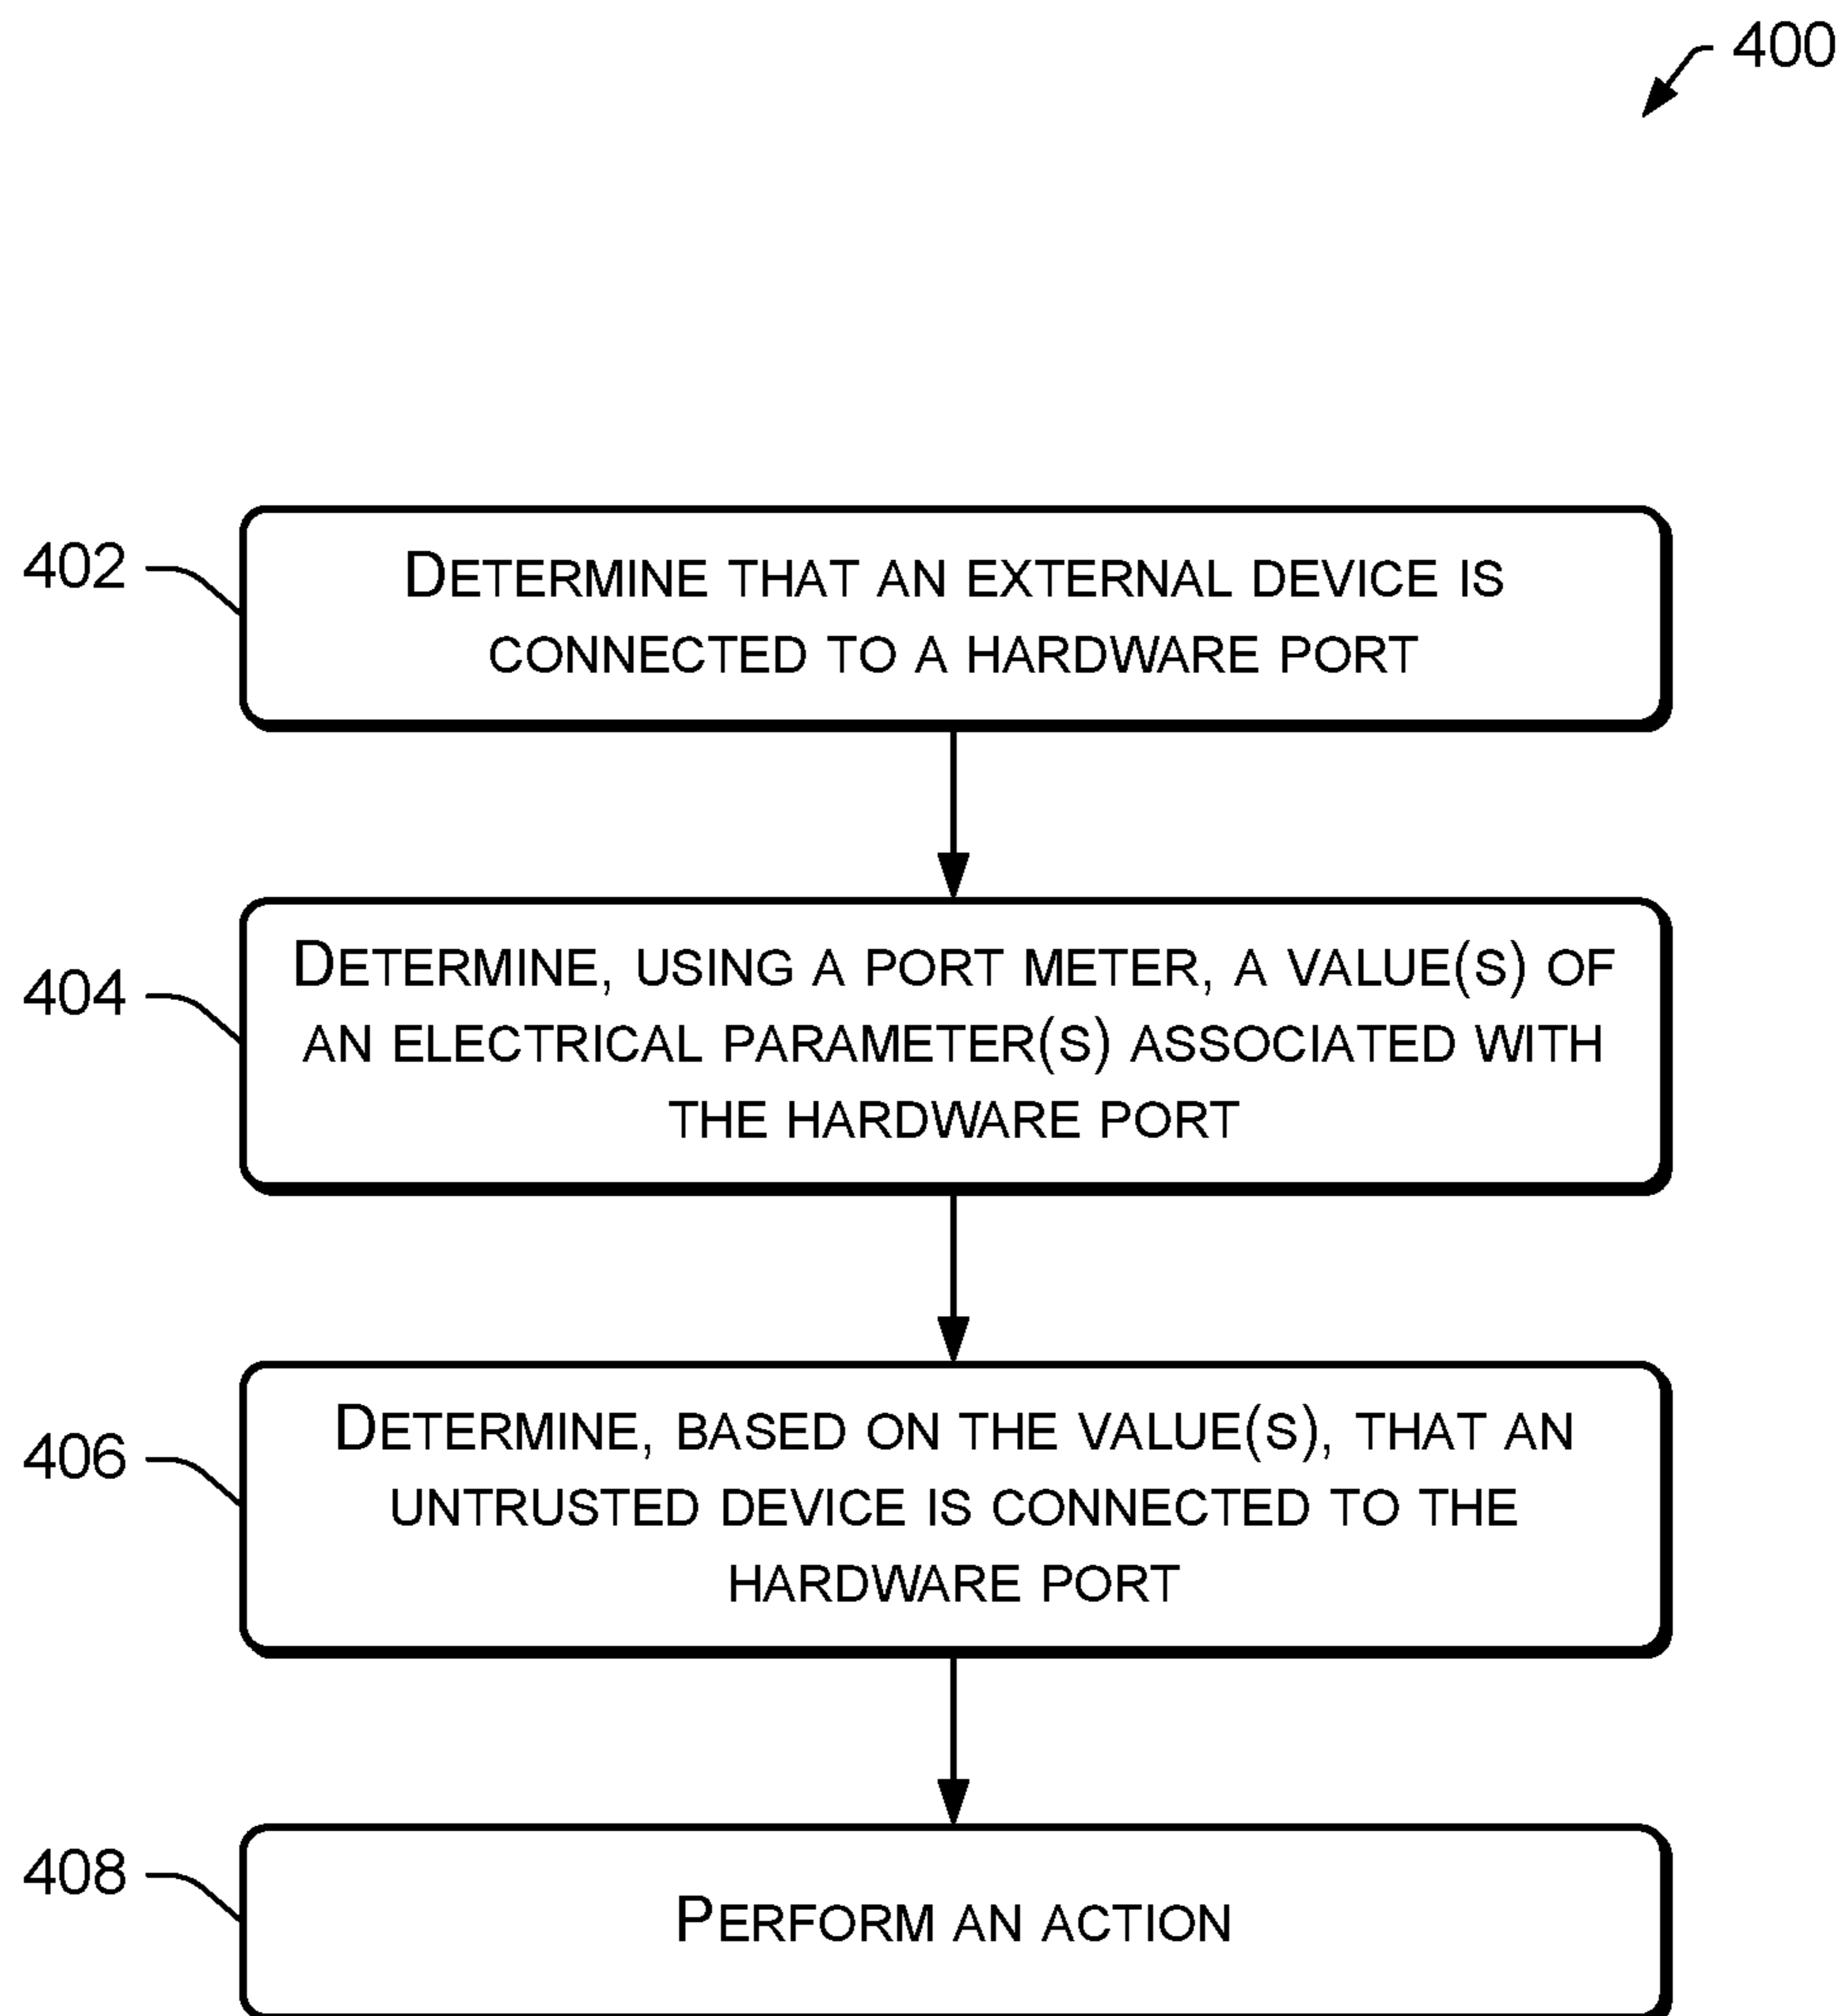 400
402
DETERMINE THAT AN EXTERNAL DEVICE IS
CONNECTED TO A HARDWARE PORT
404
DETERMINE, USING A PORT METER, A VALUE(S) OF
AN ELECTRICAL PARAMETER(S) ASSOCIATED WITH
THE HARDWARE PORT
406
DETERMINE, BASED ON THE VALUE(S), THAT AN
UNTRUSTED DEVICE IS CONNECTED TO THE
HARDWARE PORT
408
PERFORM AN ACTION